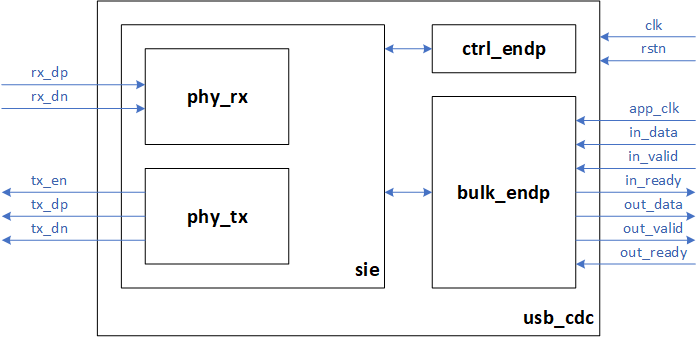 clk
rstn
ctrl_endp
rx_dp
rx_dn
phy_rx
app_clk
in_data
in_valid
in_ready
out_data
out_valid
out_ready
bulk_endp
tx_en
tx_dp
tx_dn
phy_tx
sie
usb_cdc